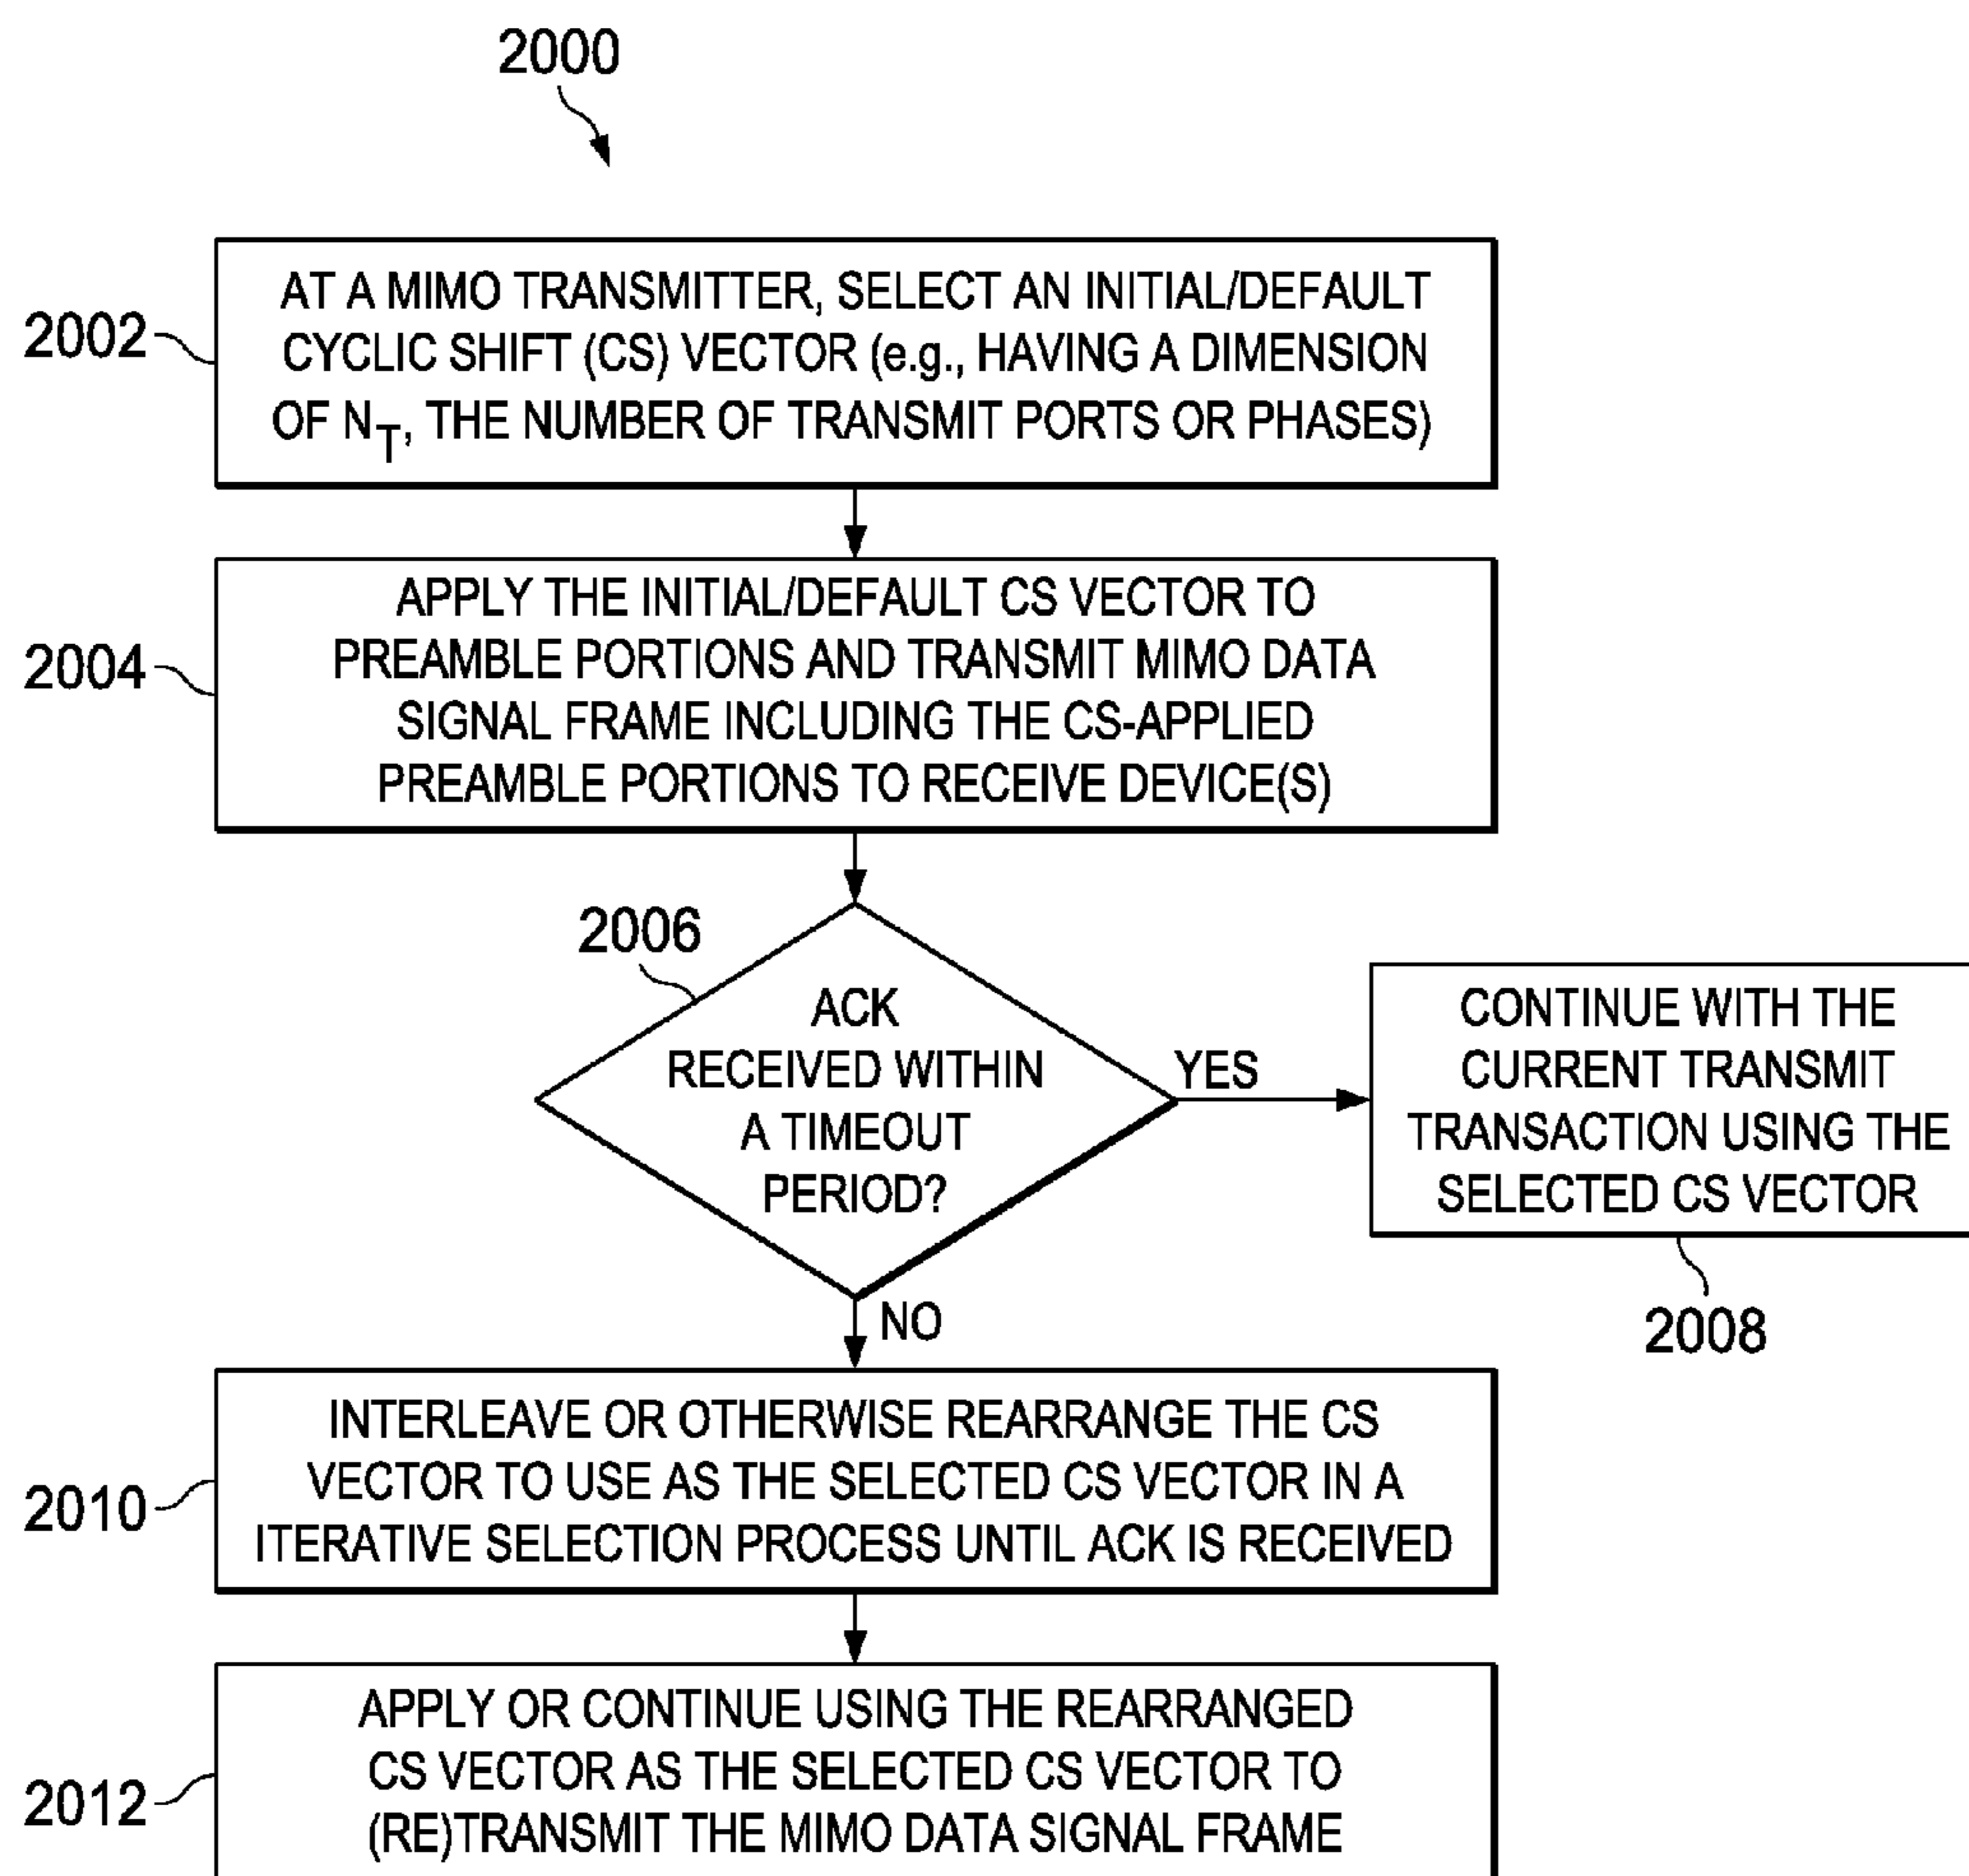 2000
2002
AT A MIMO TRANSMITTER, SELECT AN INITIAL/DEFAULT
CYCLIC SHIFT (CS) VECTOR (e.g., HAVING A DIMENSION
OF N_T, THE NUMBER OF TRANSMIT PORTS OR PHASES)
2004
APPLY THE INITIAL/DEFAULT CS VECTOR TO
PREAMBLE PORTIONS AND TRANSMIT MIMO DATA
SIGNAL FRAME INCLUDING THE CS-APPLIED
PREAMBLE PORTIONS TO RECEIVE DEVICE(S)
2006
ACK
RECEIVED WITHIN
A TIMEOUT
PERIOD?
YES
CONTINUE WITH THE
CURRENT TRANSMIT
TRANSACTION USING THE
SELECTED CS VECTOR
2008
NO
2010
INTERLEAVE OR OTHERWISE REARRANGE THE CS
VECTOR TO USE AS THE SELECTED CS VECTOR IN A
ITERATIVE SELECTION PROCESS UNTIL ACK IS RECEIVED
2012
APPLY OR CONTINUE USING THE REARRANGED
CS VECTOR AS THE SELECTED CS VECTOR TO
(RE)TRANSMIT THE MIMO DATA SIGNAL FRAME